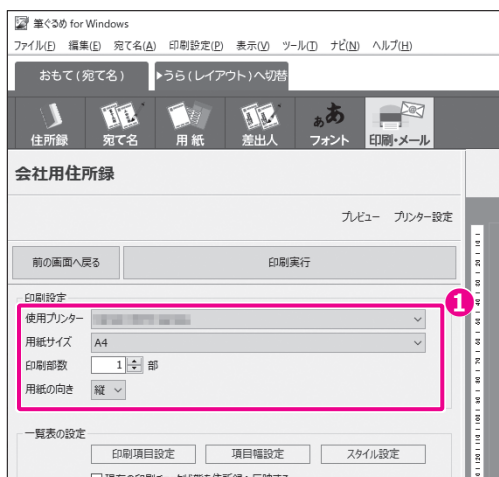 筆ぐるめ for Windows
ファイル(F) 編集(E) 宛て名(A) 印刷設定(P) 表示(V) ツール(T) ナビ(N) ヘルプ(H)
おもて(宛て名) ▶うら(レイアウト)へ切替
住所録 宛て名 用紙 差出人 フォント 印刷・メール
会社用住所録
プレビュー プリンター設定
前の画面へ戻る 印刷実行
印刷設定
1
使用プリンター
用紙サイズ A4
印刷部数 1 部
用紙の向き 縦
一覧表の設定
印刷項目設定 項目幅設定 スタイル設定